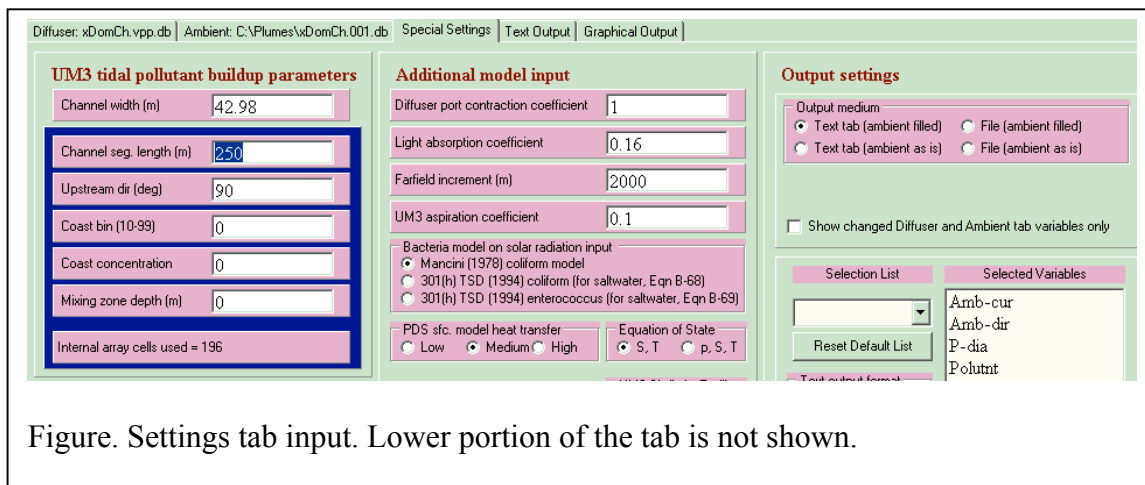 Diffuser: xDomCh.vpp.db Ambient: C:\Plumes\xDomCh.001.db Special Settings Text Output Graphical Output
UM3 tidal pollutant buildup parameters
Channel width (m) 42.98
Channel seg. length (m) 250
Upstream dir (deg) 90
Coast bin (10-99) 0
Coast concentration 0
Mixing zone depth (m) 0
Internal array cells used = 196
Additional model input
Diffuser port contraction coefficient 1
Light absorption coefficient 0.16
Farfield increment (m) 2000
UM3 aspiration coefficient 0.1
Bacteria model on solar radiation input
Mancini (1978) coliform model
301(h) TSD (1994) coliform (for saltwater, Eqn B-68)
301(h) TSD (1994) enterococcus (for saltwater, Eqn B-69)
PDS sfc. model heat transfer
Low Medium High
Equation of State
S, T p, S, T
Output settings
Output medium
Text tab (ambient filled) File (ambient filled)
Text tab (ambient as is) File (ambient as is)
Show changed Diffuser and Ambient tab variables only
Selection List
Reset Default List
Selected Variables
Amb-cur
Amb-dir
P-dia
Polutnt
Figure. Settings tab input. Lower portion of the tab is not shown.